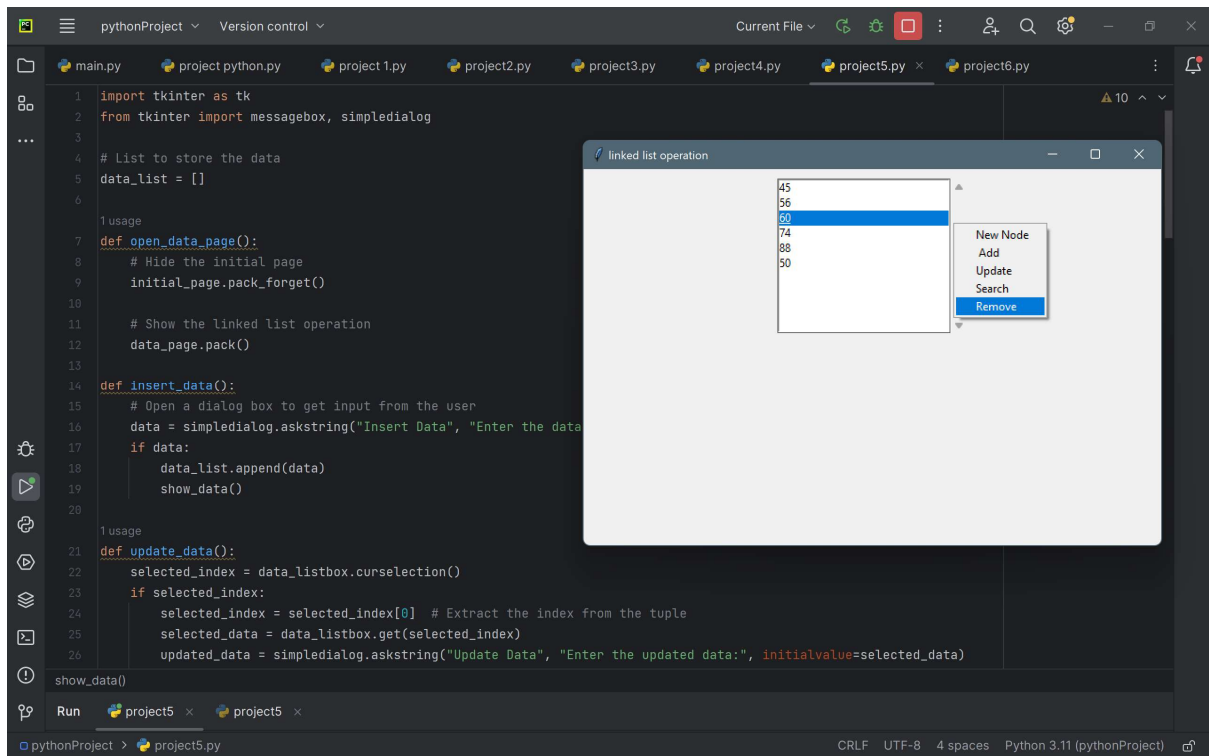 PC pythonProject Version control Current File
main.py project python.py project 1.py project2.py project3.py project4.py project5.py × project6.py
1 import tkinter as tk
10
2 from tkinter import messagebox, simpledialog
3
4 # List to store the data
5 data_list = []
6
1 usage
7 def open_data_page():
8 # Hide the initial page
9 initial_page.pack_forget()
10
11 # Show the linked list operation
12 data_page.pack()
13
14 def insert_data():
15 # Open a dialog box to get input from the user
16 data = simpledialog.askstring("Insert Data", "Enter the data
17 if data:
18 data_list.append(data)
19 show_data()
20
1 usage
21 def update_data():
22 selected_index = data_listbox.curselection()
23 if selected_index:
24 selected_index = selected_index[0] # Extract the index from the tuple
25 selected_data = data_listbox.get(selected_index)
26 updated_data = simpledialog.askstring("Update Data", "Enter the updated data:", initialvalue=selected_data)
linked list operation
45
56
60
74
88
50
New Node
Add
Update
Search
Remove
show_data()
Run project5 × project5 ×
pythonProject > project5.py CRLF UTF-8 4 spaces Python 3.11 (pythonProject)